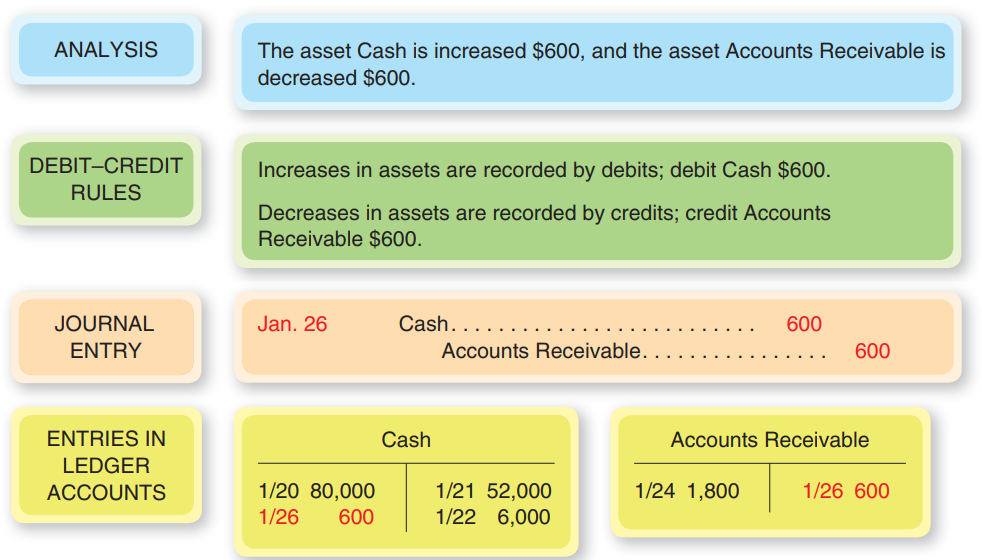 ANALYSIS
The asset Cash is increased $600, and the asset Accounts Receivable is
decreased $600.
DEBIT–CREDIT
RULES
Increases in assets are recorded by debits; debit Cash $600.
Decreases in assets are recorded by credits; credit Accounts
Receivable $600.
JOURNAL
ENTRY
Jan. 26 Cash. . . . . . . . . . . . . . . . . . . . . . . . . . 600
Accounts Receivable. . . . . . . . . . . . . . . . 600
ENTRIES IN
LEDGER
ACCOUNTS
Cash
1/20 80,000 1/21 52,000
1/26 600 1/22 6,000
Accounts Receivable
1/24 1,800 1/26 600